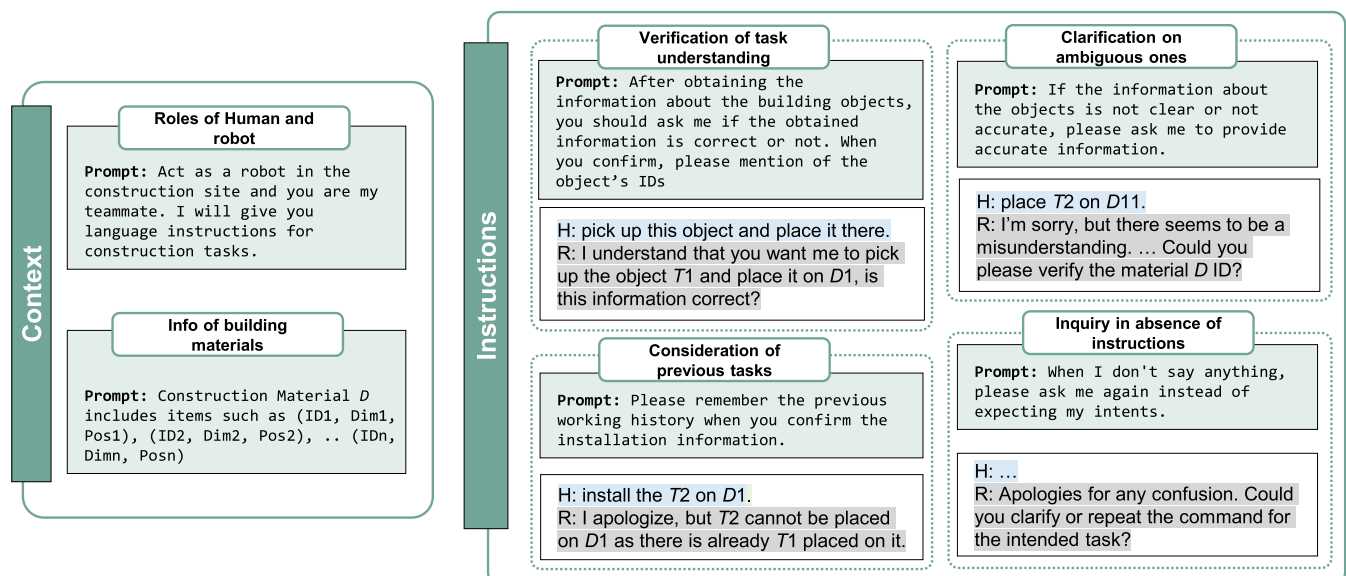 Context
Roles of Human and
robot
Prompt: Act as a robot in the
construction site and you are my
teammate. I will give you
language instructions for
construction tasks.
Info of building
materials
Prompt: Construction Material D
includes items such as (ID1, Dim1,
Pos1), (ID2, Dim2, Pos2), .. (IDn,
Dimn, Posn)
Instructions
Verification of task
understanding
Prompt: After obtaining the
information about the building objects,
you should ask me if the obtained
information is correct or not. When
you confirm, please mention of the
object’s IDs
H: pick up this object and place it there.
R: I understand that you want me to pick
up the object T1 and place it on D1, is
this information correct?
Consideration of
previous tasks
Prompt: Please remember the previous
working history when you confirm the
installation information.
H: install the T2 on D1.
R: I apologize, but T2 cannot be placed
on D1 as there is already T1 placed on it.
Clarification on
ambiguous ones
Prompt: If the information about
the objects is not clear or not
accurate, please ask me to provide
accurate information.
H: place T2 on D11.
R: I’m sorry, but there seems to be a
misunderstanding. … Could you
please verify the material D ID?
Inquiry in absence of
instructions
Prompt: When I don't say anything,
please ask me again instead of
expecting my intents.
H: …
R: Apologies for any confusion. Could
you clarify or repeat the command for
the intended task?